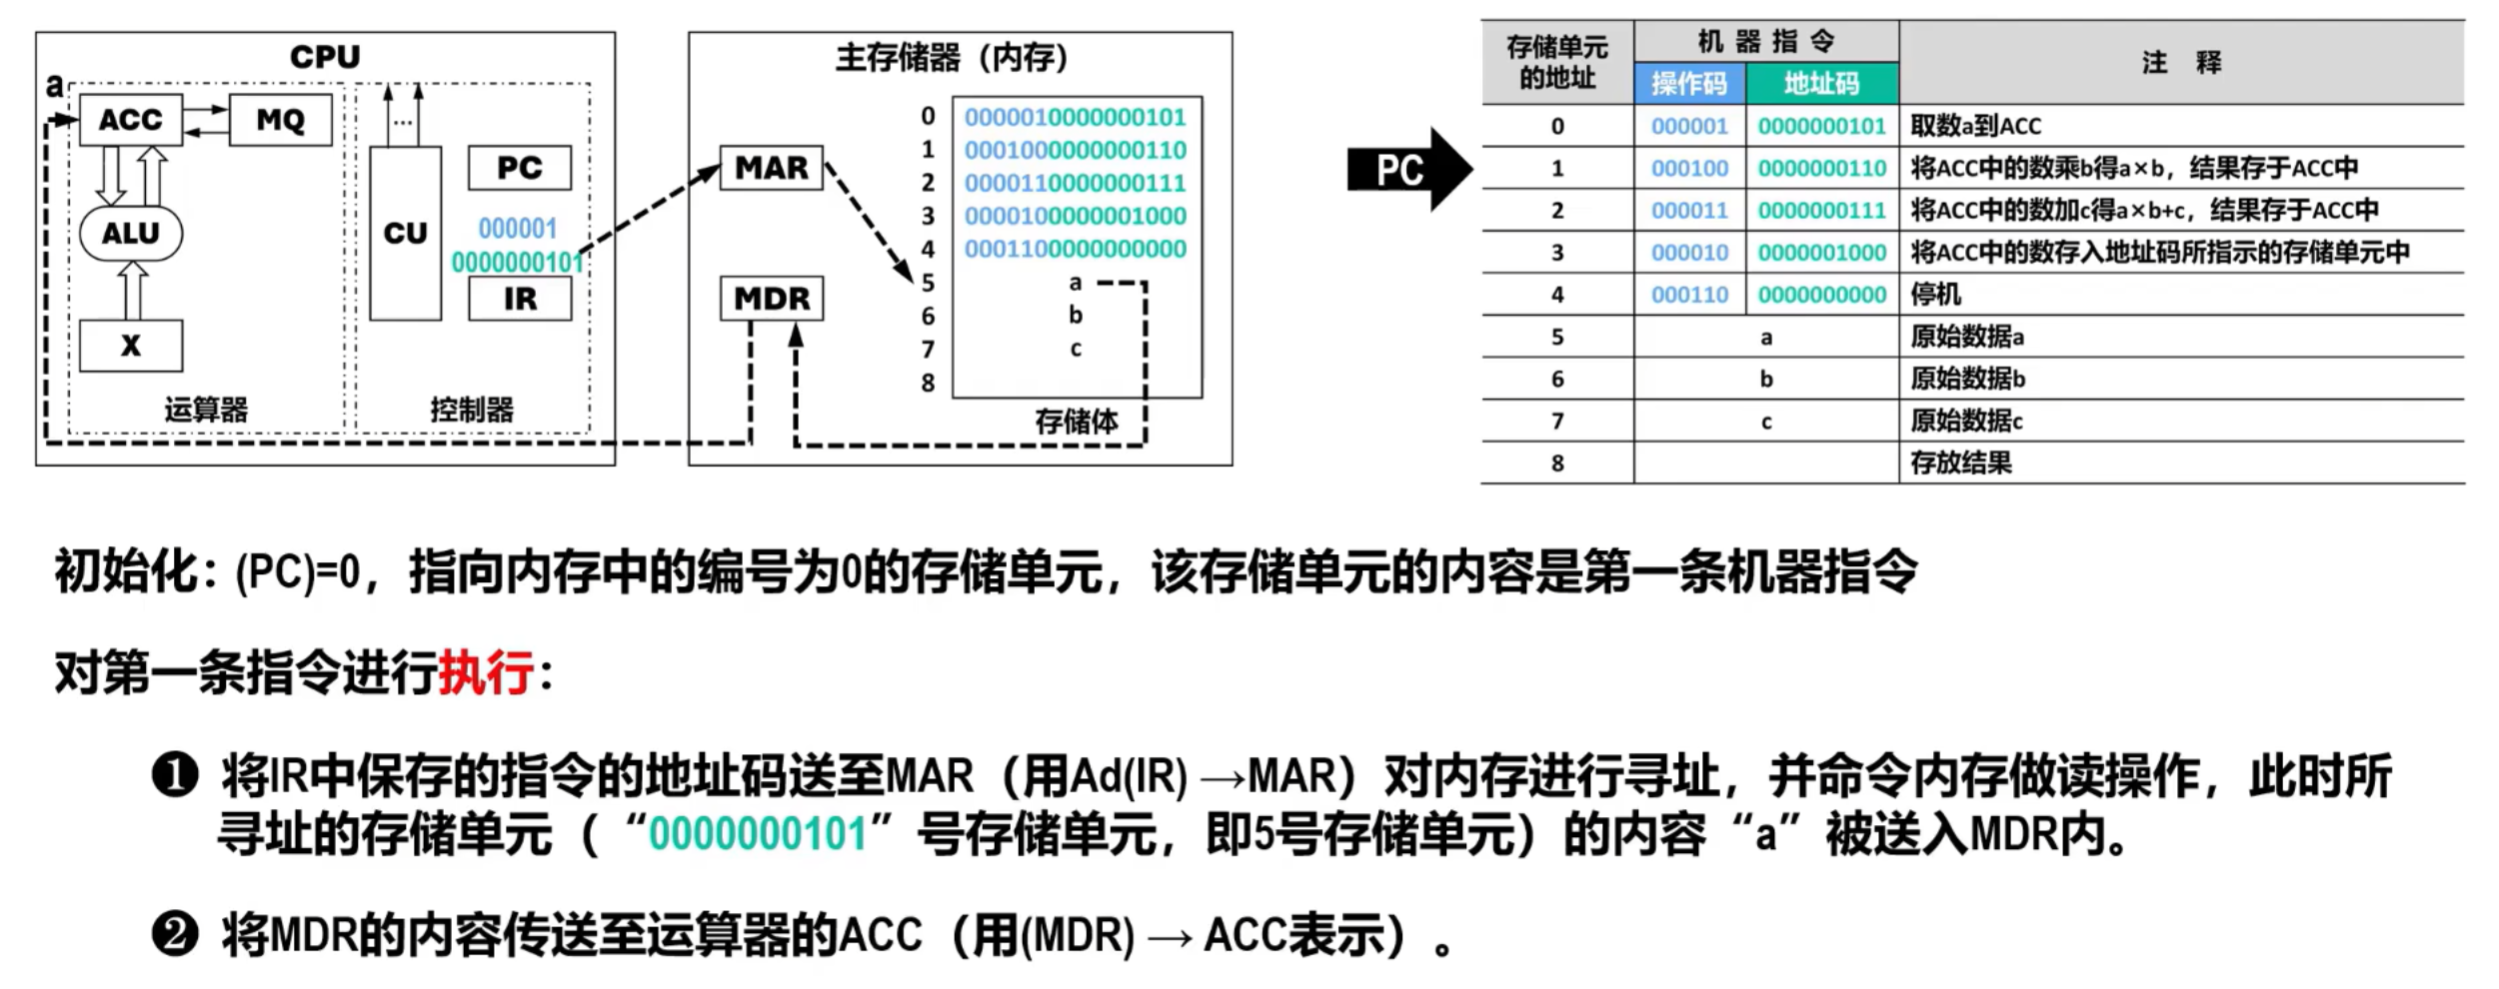 CPU
a
ACC
MQ
ALU
X
运算器
...
CU
PC
000001
0000000101
IR
控制器
主存储器（内存）
MAR
MDR
0 0000010000000101
1 0001000000000110
2 0000110000000111
3 0000100000001000
4 0001100000000000
5 a
6 b
7 c
8
存储体
PC
存储单元的地址 机器指令 注 释
操作码 地址码
0 000001 0000000101 取数a到ACC
1 000100 0000000110 将ACC中的数乘b得a×b，结果存于ACC中
2 000011 0000000111 将ACC中的数加c得a×b+c，结果存于ACC中
3 000010 0000001000 将ACC中的数存入地址码所指示的存储单元中
4 000110 0000000000 停机
5 a 原始数据a
6 b 原始数据b
7 c 原始数据c
8 存放结果
初始化：(PC)=0，指向内存中的编号为0的存储单元，该存储单元的内容是第一条机器指令
对第一条指令进行执行：
❶ 将IR中保存的指令的地址码送至MAR（用Ad(IR) →MAR）对内存进行寻址，并命令内存做读操作，此时所
寻址的存储单元（ “0000000101” 号存储单元，即5号存储单元）的内容 “a” 被送入MDR内。
❷ 将MDR的内容传送至运算器的ACC（用(MDR) → ACC表示）。